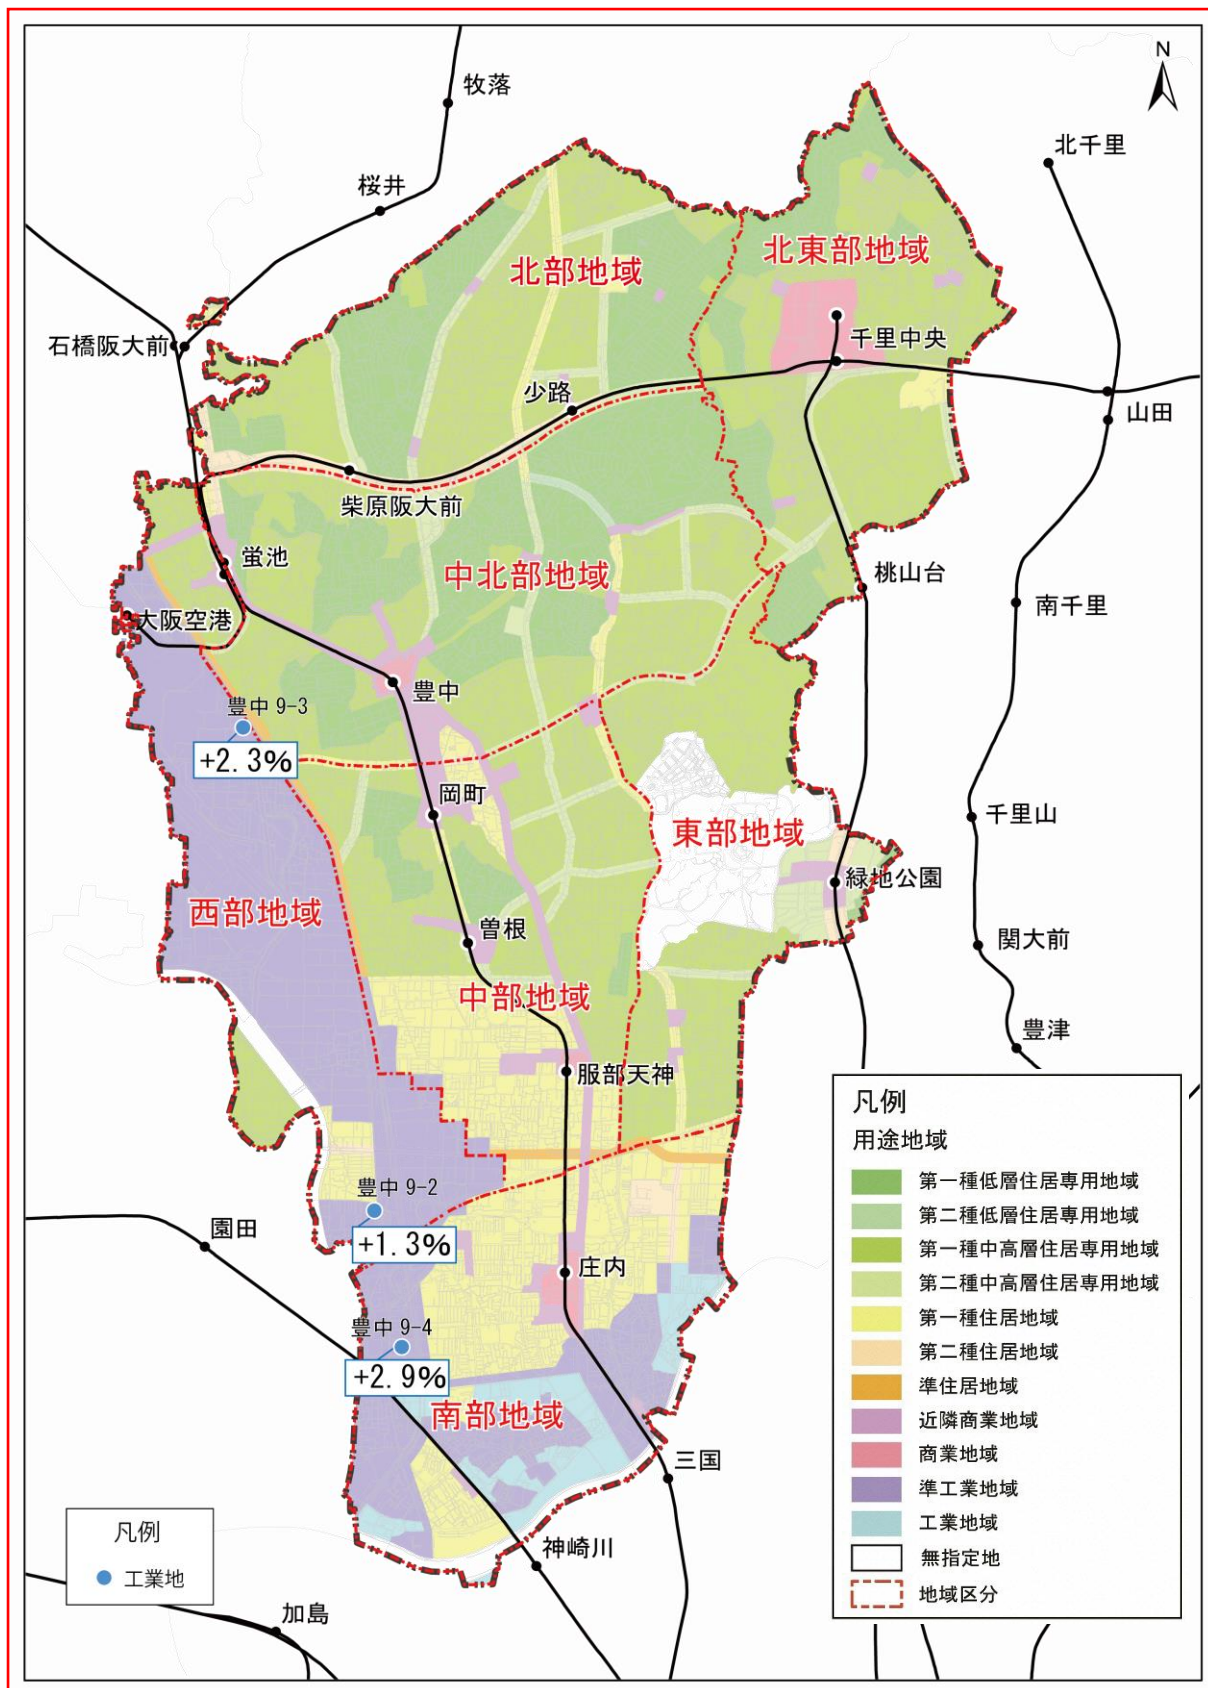 N
牧落
北千里
桜井
北部地域
北東部地域
石橋阪大前
千里中央
少路
山田
柴原阪大前
蛍池
中北部地域
桃山台
南千里
大阪空港
豊中
豊中 9-3
+2.3%
岡町
千里山
東部地域
緑地公園
西部地域
曽根
関大前
中部地域
豊津
服部天神
豊中 9-2
園田
+1.3%
庄内
豊中 9-4
+2.9%
南部地域
三国
神崎川
加島
凡例
用途地域
第一種低層住居専用地域
第二種低層住居専用地域
第一種中高層住居専用地域
第二種中高層住居専用地域
第一種住居地域
第二種住居地域
準住居地域
近隣商業地域
商業地域
準工業地域
工業地域
無指定地
地域区分
凡例
工業地